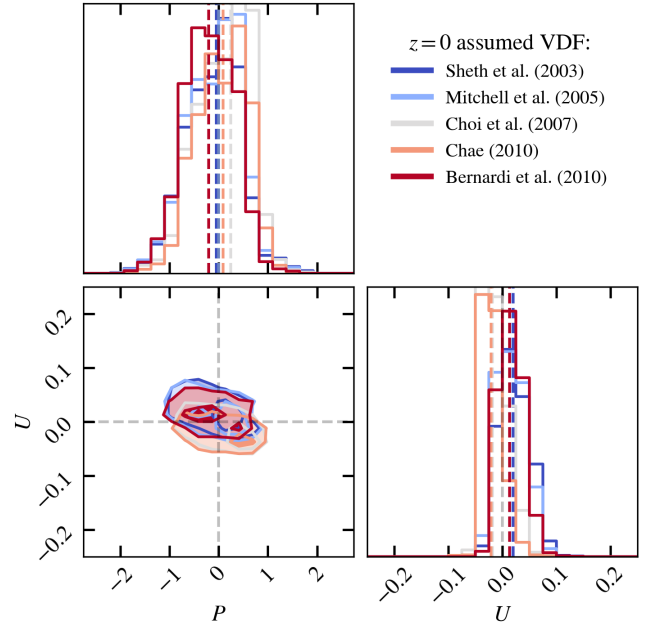 z = 0 assumed VDF:
Sheth et al. (2003)
Mitchell et al. (2005)
Choi et al. (2007)
Chae (2010)
Bernardi et al. (2010)
U
0.2
0.1
0.0
−0.1
−0.2
−2 −1 0 1 2
P
−0.2 −0.1 0.0 0.1 0.2
U